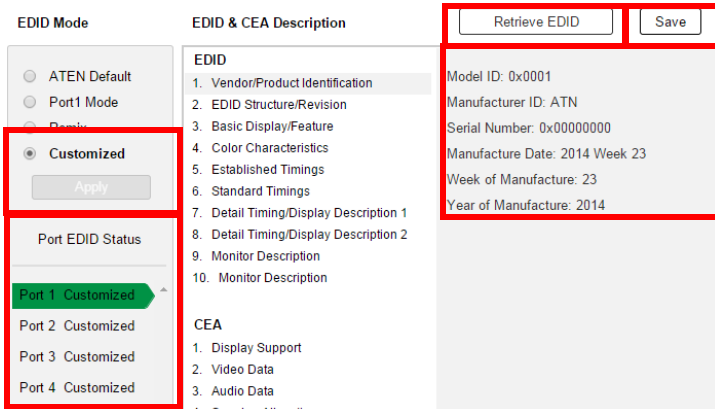 EDID Mode
ATEN Default
Port1 Mode
Remix
Customized
Apply
Port EDID Status
Port 1 Customized
Port 2 Customized
Port 3 Customized
Port 4 Customized
EDID & CEA Description
EDID
1. Vendor/Product Identification
2. EDID Structure/Revision
3. Basic Display/Feature
4. Color Characteristics
5. Established Timings
6. Standard Timings
7. Detail Timing/Display Description 1
8. Detail Timing/Display Description 2
9. Monitor Description
10. Monitor Description
CEA
1. Display Support
2. Video Data
3. Audio Data
Retrieve EDID
Save
Model ID: 0x0001
Manufacturer ID: ATN
Serial Number: 0x00000000
Manufacture Date: 2014 Week 23
Week of Manufacture: 23
Year of Manufacture: 2014